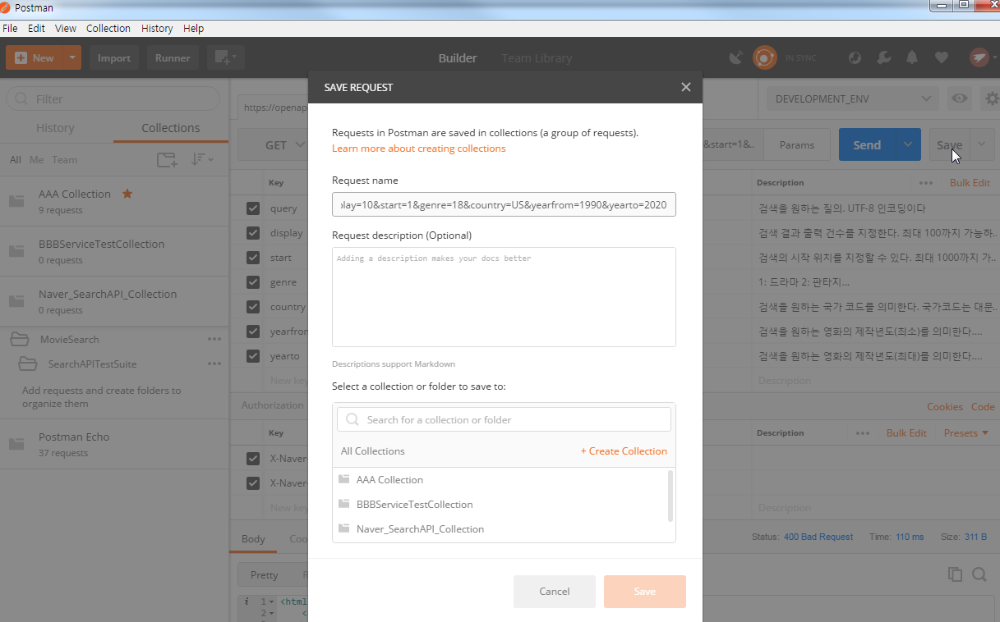 Postman
File Edit View Collection History Help
New Import Runner Builder Team Library IN SYNC
Filter
History Collections
All Me Team
AAA Collection
9 requests
BBBServiceTestCollection
0 requests
Naver_SearchAPI_Collection
0 requests
MovieSearch
SearchAPITestSuite
Add requests and create folders to
organize them
Postman Echo
37 requests
https://openap
DEVELOPMENT_ENV
GET &start=1&.. Params Send Save
Key Description Bulk Edit
query 검색을 원하는 질의. UTF-8 인코딩이다
display 검색 결과 출력 건수를 지정한다. 최대 100까지 가능하..
start 검색의 시작 위치를 지정할 수 있다. 최대 1000까지 가..
genre 1: 드라마 2: 판타지...
country 검색을 원하는 국가 코드를 의미한다. 국가코드는 대문..
yearfrom 검색을 원하는 영화의 제작년도(최소)를 의미한다....
yearto 검색을 원하는 영화의 제작년도(최대)를 의미한다....
New key Description
Authorization Cookies Code
Key Description Bulk Edit Presets
X-Naver-
X-Naver-
New key Description
Body Coo Status: 400 Bad Request Time: 110 ms Size: 311 B
Pretty R
i 1 <html
2 <
SAVE REQUEST
Requests in Postman are saved in collections (a group of requests).
Learn more about creating collections
Request name
play=10&start=1&genre=18&country=US&yearfrom=1990&yearto=2020
Request description (Optional)
Adding a description makes your docs better
Descriptions support Markdown
Select a collection or folder to save to:
Search for a collection or folder
All Collections + Create Collection
AAA Collection
BBBServiceTestCollection
Naver_SearchAPI_Collection
Cancel Save